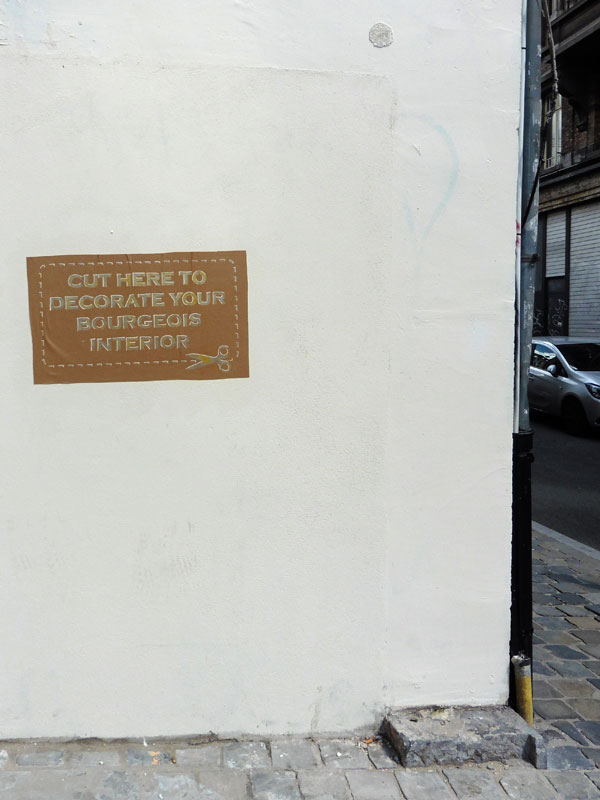 CUT HERE TO
DECORATE YOUR
BOURGEOIS
INTERIOR